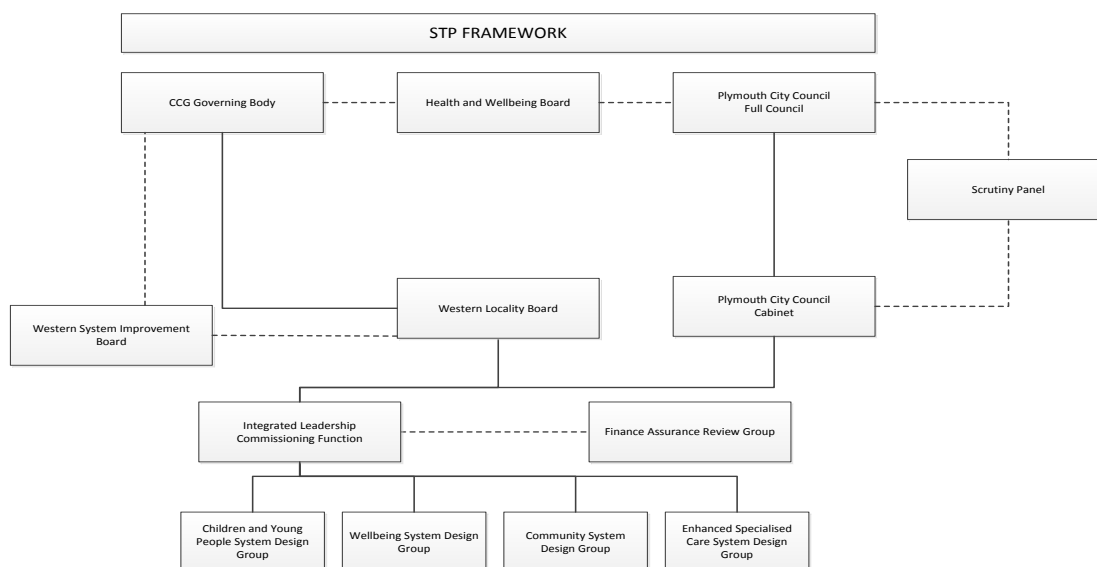 STP FRAMEWORK
CCG Governing Body
Health and Wellbeing Board
Plymouth City Council
Full Council
Scrutiny Panel
Western System Improvement
Board
Western Locality Board
Plymouth City Council
Cabinet
Integrated Leadership
Commissioning Function
Finance Assurance Review Group
Children and Young
People System Design
Group
Wellbeing System Design
Group
Community System
Design Group
Enhanced Specialised
Care System Design
Group